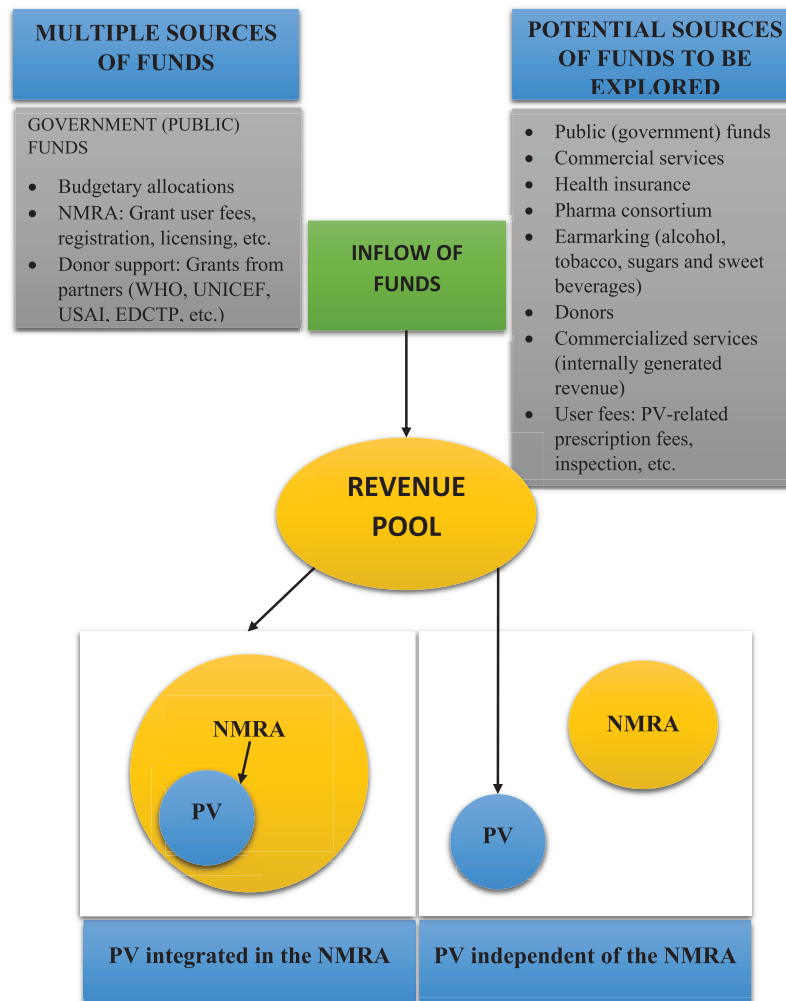 MULTIPLE SOURCES
OF FUNDS
GOVERNMENT (PUBLIC)
FUNDS
• Budgetary allocations
• NMRA: Grant user fees,
registration, licensing, etc.
• Donor support: Grants from
partners (WHO, UNICEF,
USAI, EDCTP, etc.)
POTENTIAL SOURCES
OF FUNDS TO BE
EXPLORED
• Public (government) funds
• Commercial services
• Health insurance
• Pharma consortium
• Earmarking (alcohol,
tobacco, sugars and sweet
beverages)
• Donors
• Commercialized services
(internally generated
revenue)
• User fees: PV-related
prescription fees,
inspection, etc.
INFLOW OF
FUNDS
REVENUE
POOL
NMRA
PV
NMRA
PV
PV integrated in the NMRA
PV independent of the NMRA